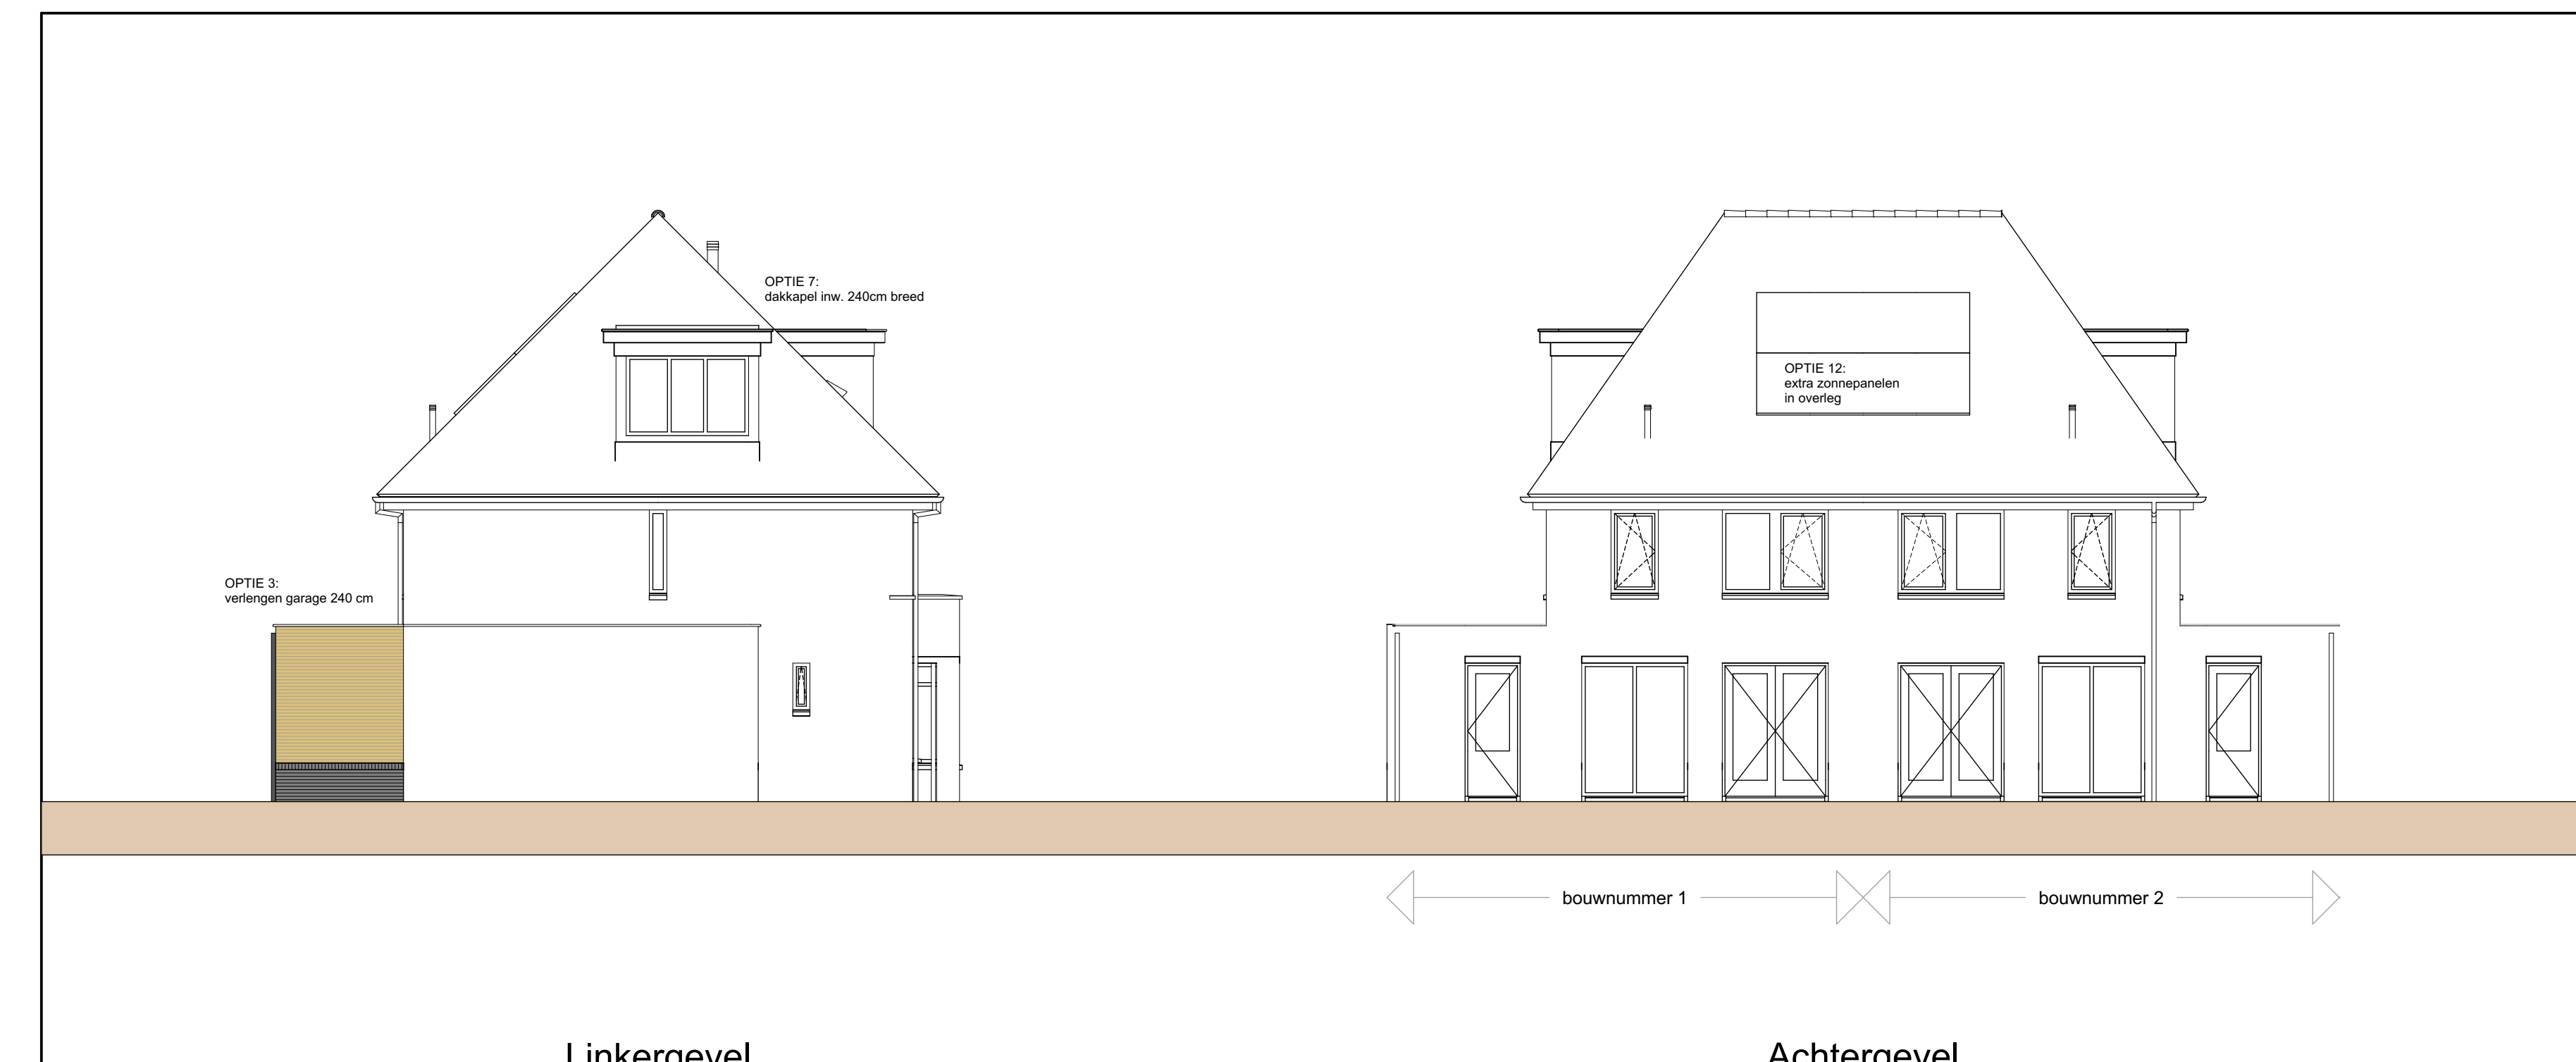 OPTIE 7:
dakkapel inw. 240cm breed
OPTIE 12:
extra zonnepanelen
in overleg
OPTIE 3:
verlengen garage 240 cm
bouwnummer 1
bouwnummer 2
Linkergevel
Achtergevel